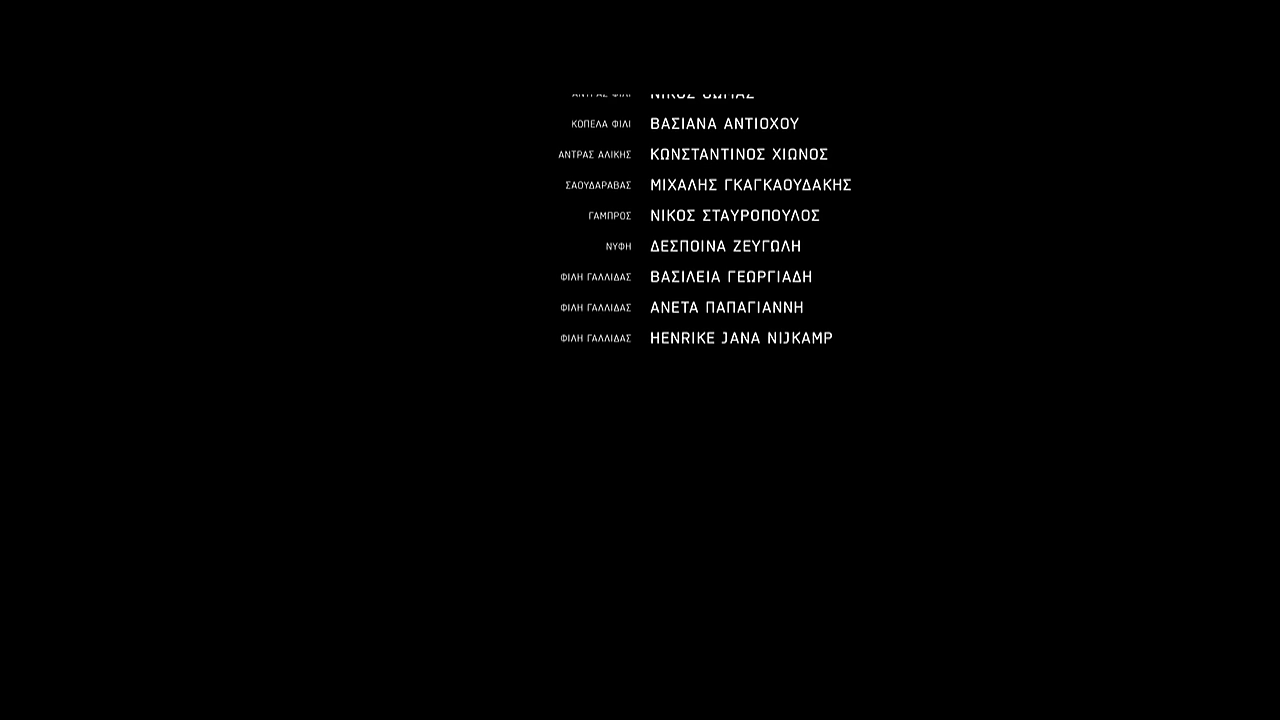 ΚΟΠΕΛΑ ΦΙΛΙ ΒΑΣΙΑΝΑ ΑΝΤΙΟΧΟΥ
ΑΝΤΡΑΣ ΑΛΙΚΗΣ ΚΩΝΣΤΑΝΤΙΝΟΣ ΧΙΩΝΟΣ
ΣΑΟΥΔΑΡΑΒΑΣ ΜΙΧΑΛΗΣ ΓΚΑΓΚΑΟΥΔΑΚΗΣ
ΓΑΜΠΡΟΣ ΝΙΚΟΣ ΣΤΑΥΡΟΠΟΥΛΟΣ
ΝΥΦΗ ΔΕΣΠΟΙΝΑ ΖΕΥΓΩΛΗ
ΦΙΛΗ ΓΑΛΛΙΔΑΣ ΒΑΣΙΛΕΙΑ ΓΕΩΡΓΙΑΔΗ
ΦΙΛΗ ΓΑΛΛΙΔΑΣ ΑΝΕΤΑ ΠΑΠΑΓΙΑΝΝΗ
ΦΙΛΗ ΓΑΛΛΙΔΑΣ HENRIKE JANA NIJKAMP